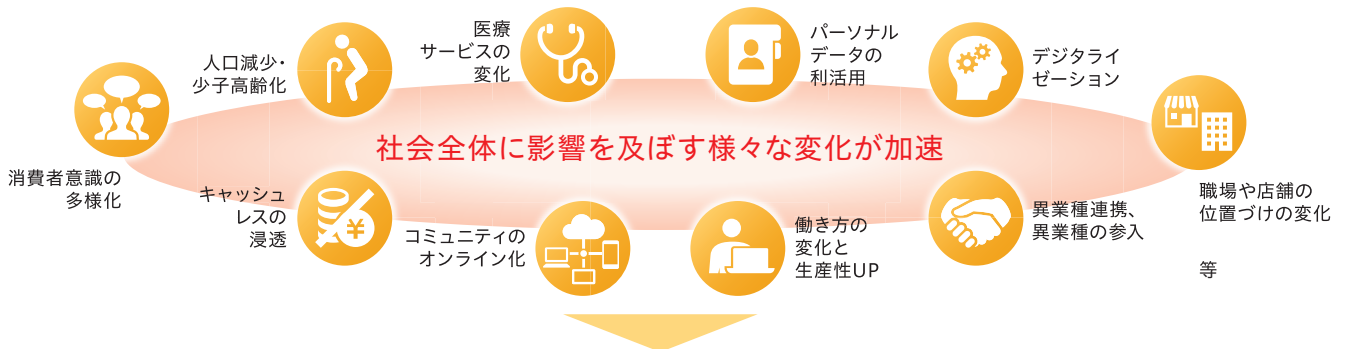 医療
サービスの
変化
パーソナル
データの
利活用
人口減少・
少子高齢化
デジタライ
ゼーション
社会全体に影響を及ぼす様々な変化が加速
消費者意識の
多様化
キャッシュ
レスの
浸透
¥
コミュニティの
オンライン化
働き方の
変化と
生産性UP
異業種連携、
異業種の参入
職場や店舗の
位置づけの変化
等